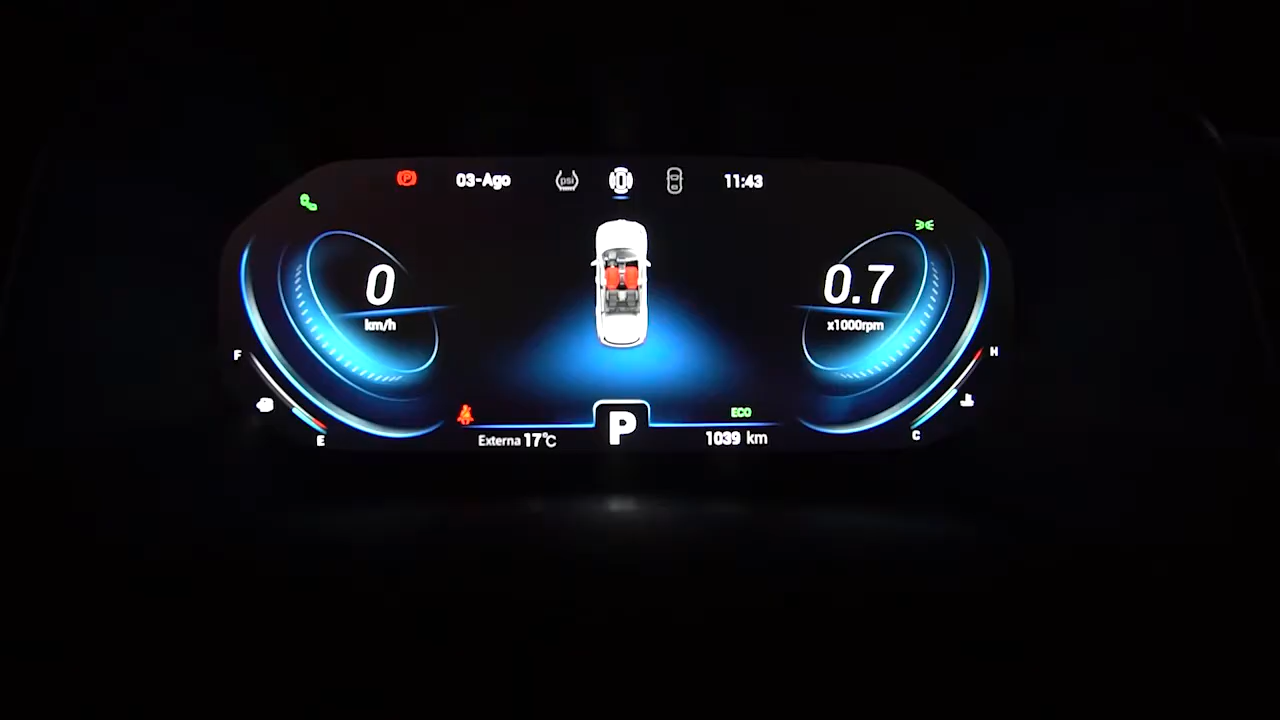 03-Ago
psi
11:43
0
km/h
0.7
x1000rpm
F
E
H
C
ECO
P
Externa 17°C
1039 km